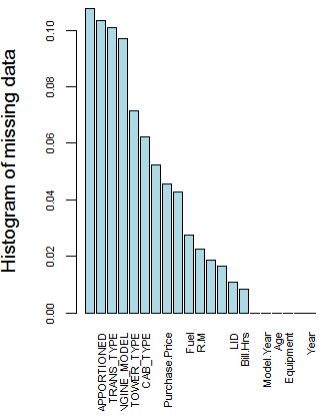 Histogram of missing data
0.10
0.08
0.06
0.04
0.02
0.00
APPORTIONED
TRANS_TYPE
NGINE_MODEL
TOWER_TYPE
CAB_TYPE
Purchase.Price
Fuel
R.M
LID
Bill.Hrs
Model.Year
Age
Equipment
Year